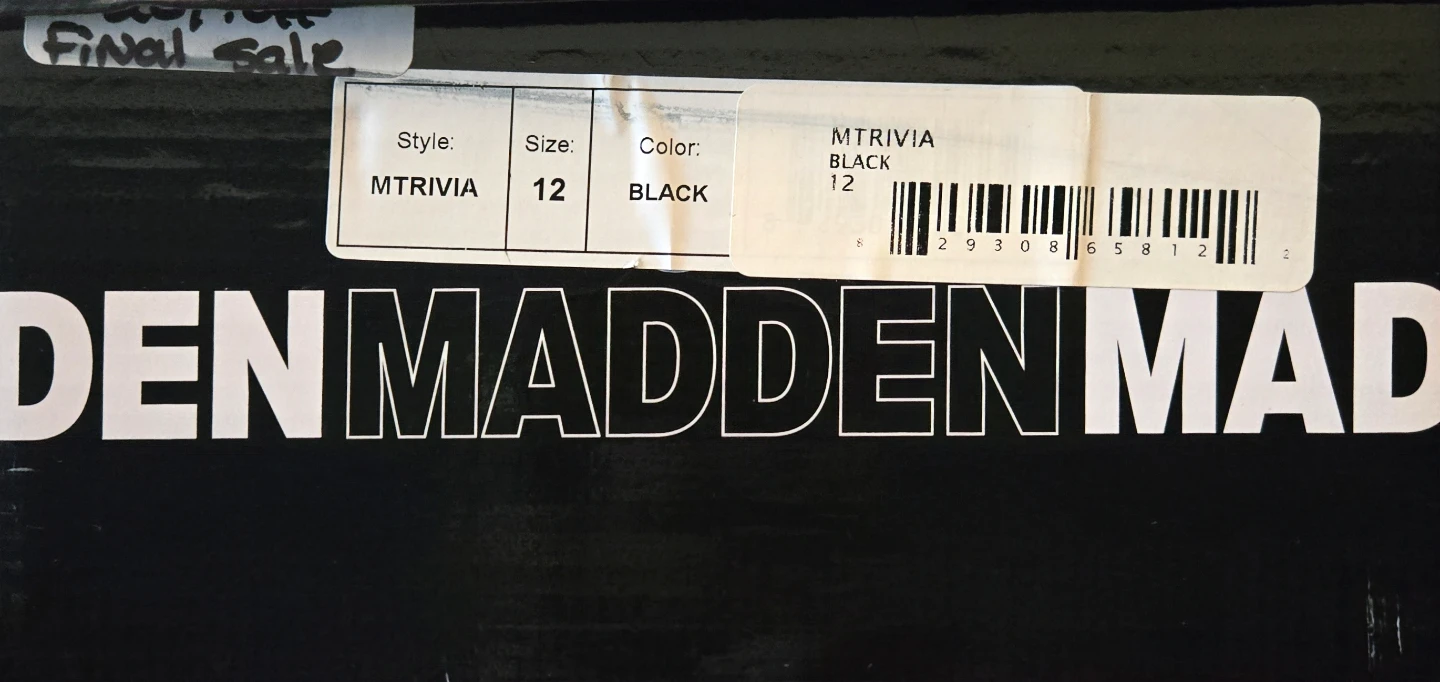 Final Sale
Style: Size: Color:
MTRIVIA 12 BLACK
MTRIVIA
BLACK
12
8 29308 65812 2
DEN MADDEN MAD